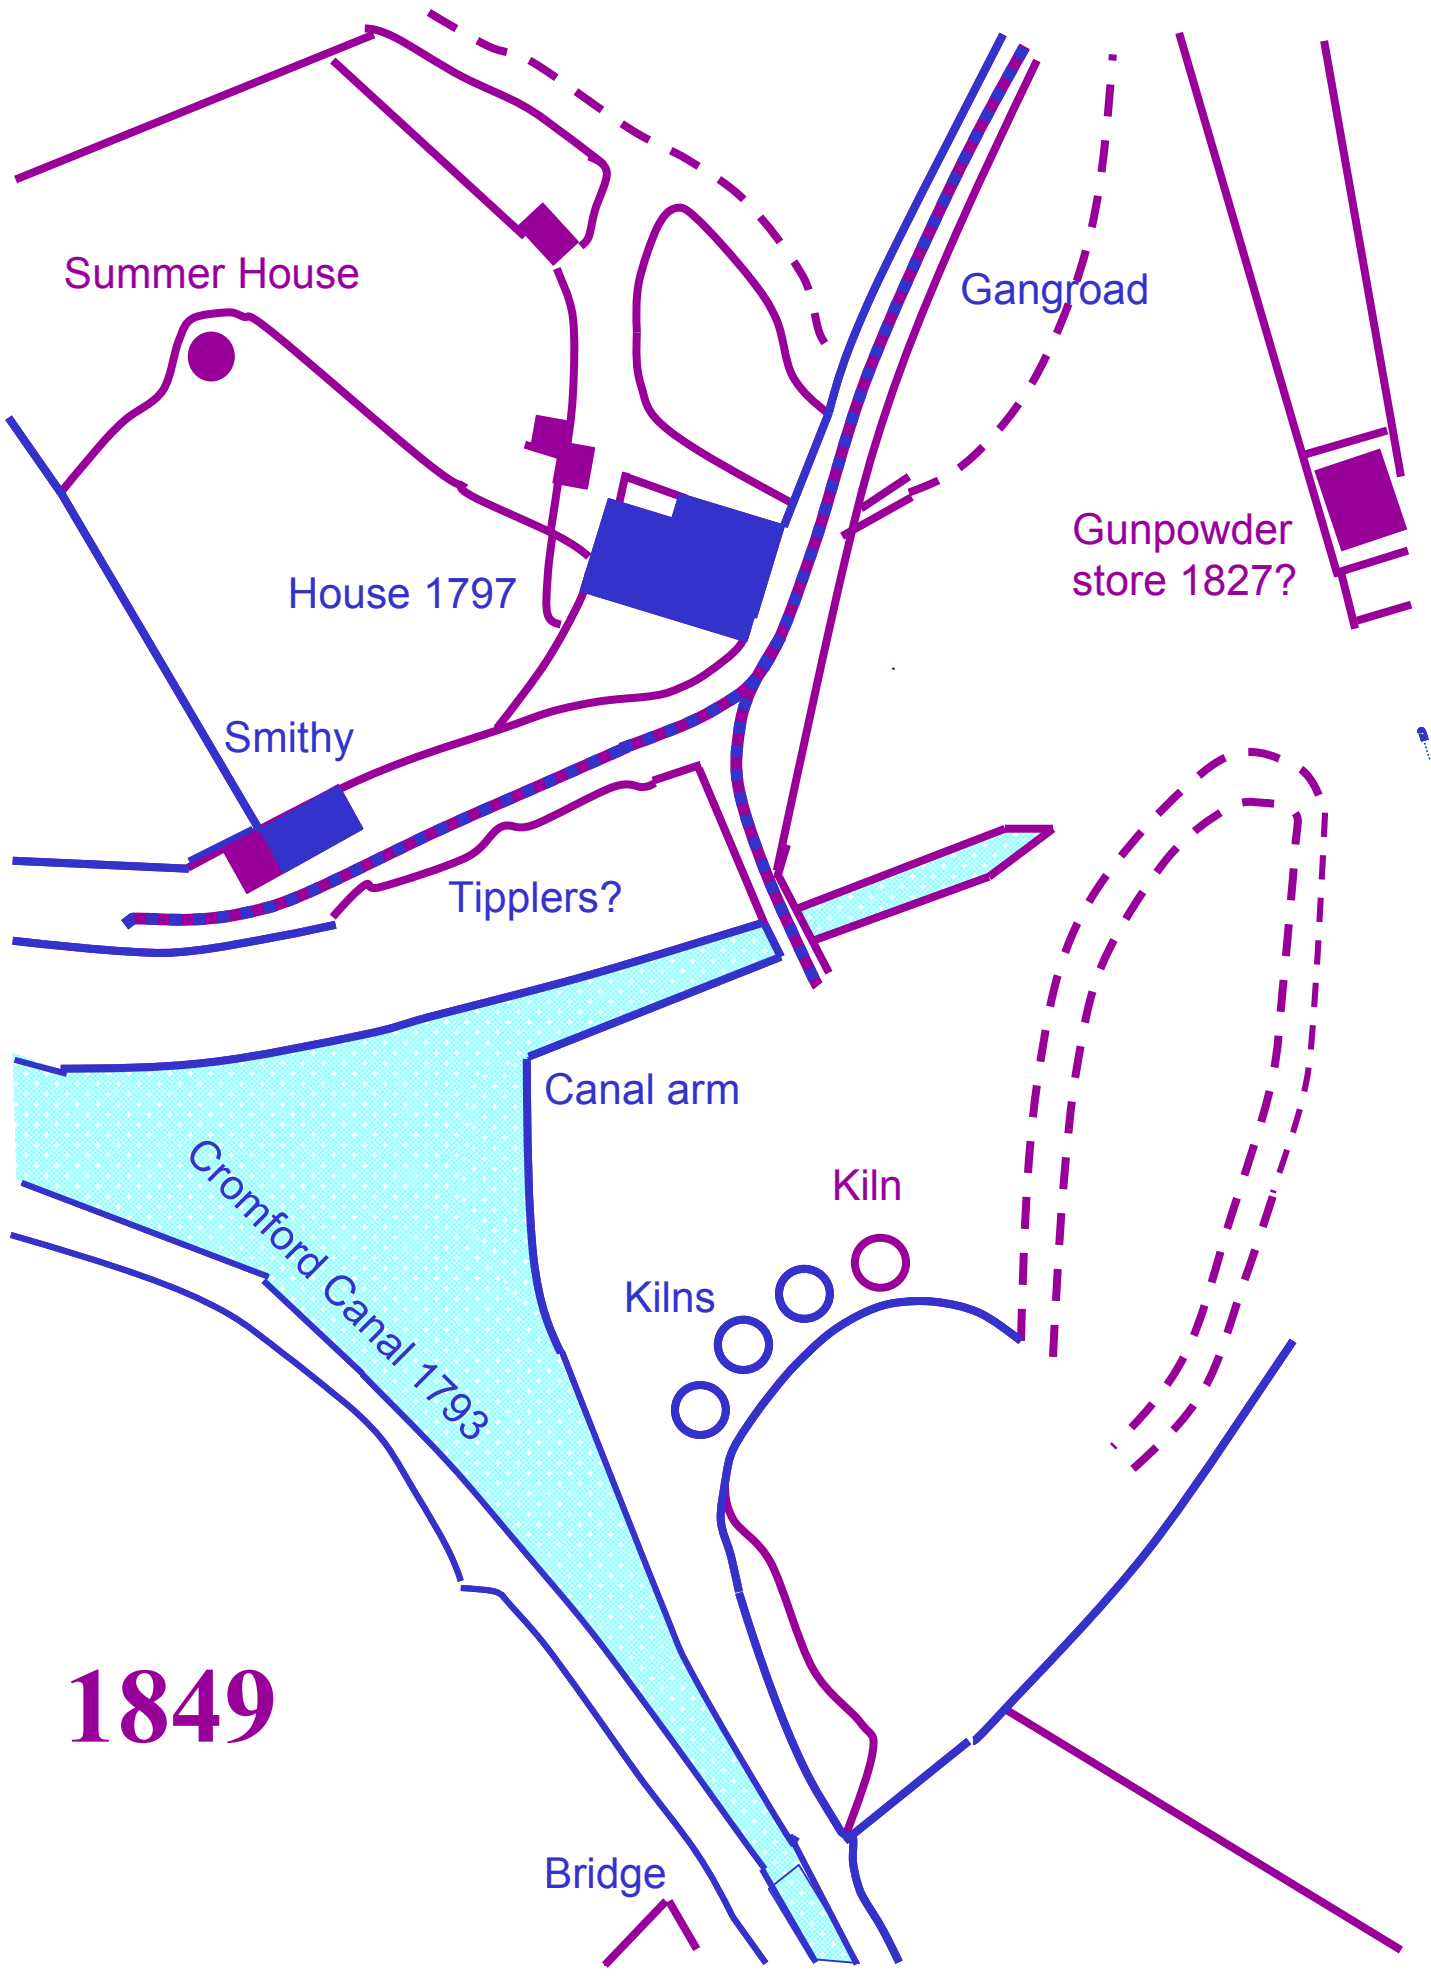 Summer House
Gangroad
Gunpowder
store 1827?
House 1797
Smithy
Tipplers?
Canal arm
Cromford Canal 1793
Kiln
Kilns
1849
Bridge